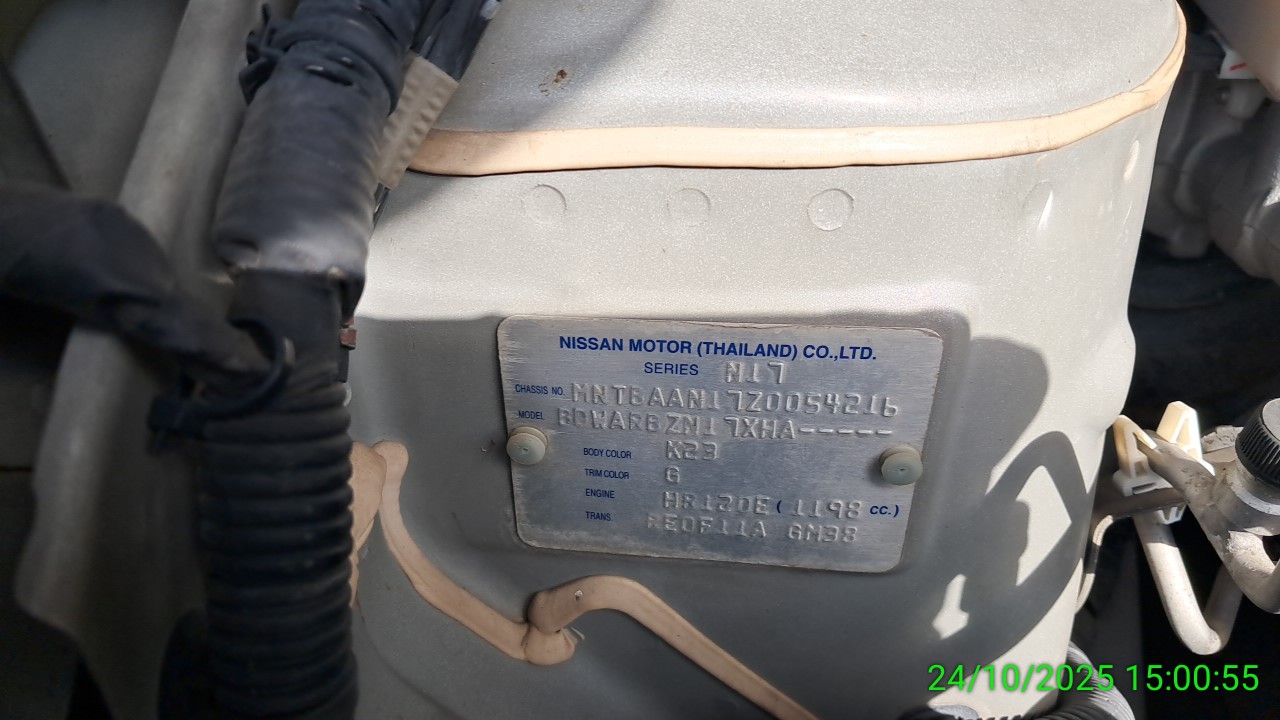 NISSAN MOTOR (THAILAND) CO.,LTD.
SERIES N17
CHASSIS NO. MNTBAAN17Z0054216
MODEL BDWARBZN17XHA-----
BODY COLOR K23
TRIM COLOR G
ENGINE HR12DE ( 1198 CC.)
TRANS. RE0F11A GM38
24/10/2025 15:00:55